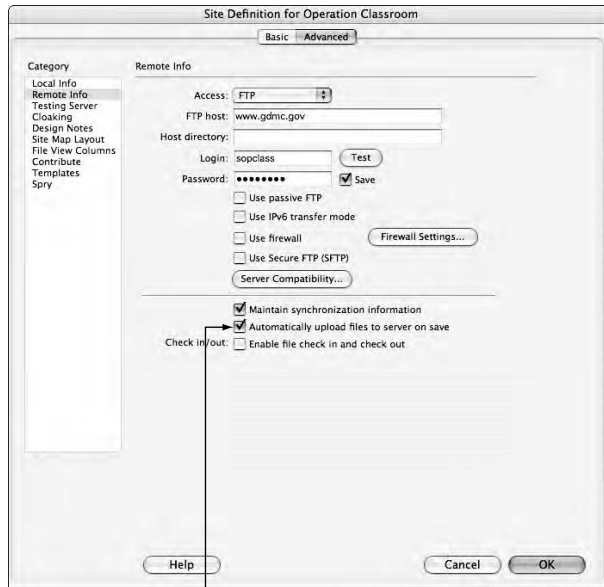 Site Definition for Operation Classroom
Basic Advanced
Category
Local Info
Remote Info
Testing Server
Cloaking
Design Notes
Site Map Layout
File View Columns
Contribute
Templates
Spry
Remote Info
Access: FTP
FTP host: www.gdmc.gov
Host directory:
Login: sopclass Test
Password: •••••••• Save
Use passive FTP
Use IPv6 transfer mode
Use firewall Firewall Settings...
Use Secure FTP (SFTP)
Server Compatibility...
Maintain synchronization information
Automatically upload files to server on save
Check in/out: Enable file check in and check out
Help Cancel OK